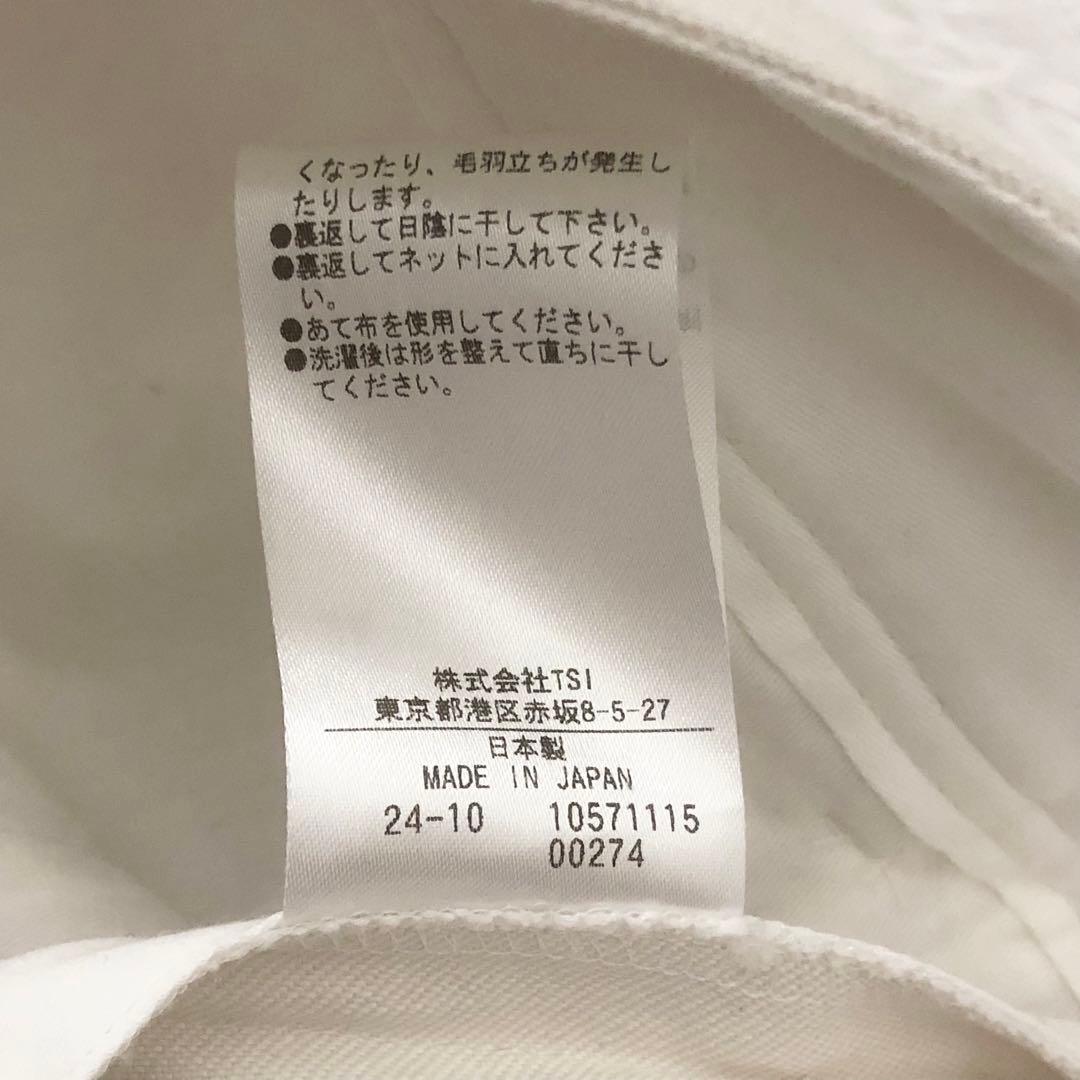 くなったり、毛羽立ちが発生し
たりします。
●裏返して日陰に干して下さい。
●裏返してネットに入れてくださ
い。
●あて布を使用してください。
●洗濯後は形を整えて直ちに干し
てください。
株式会社TSI
東京都港区赤坂8-5-27
日本製
MADE IN JAPAN
24-10 10571115
00274